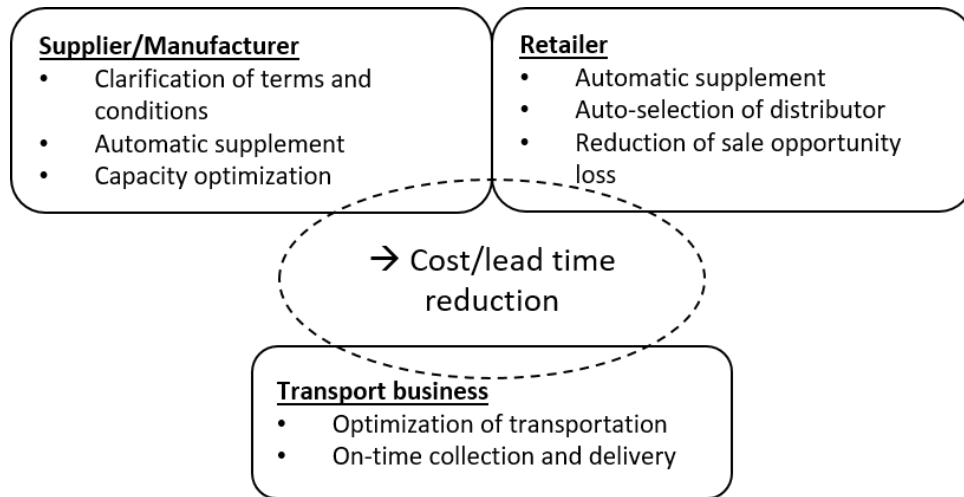 Supplier/Manufacturer
• Clarification of terms and
conditions
• Automatic supplement
• Capacity optimization
Retailer
• Automatic supplement
• Auto-selection of distributor
• Reduction of sale opportunity
loss
→ Cost/lead time
reduction
Transport business
• Optimization of transportation
• On-time collection and delivery